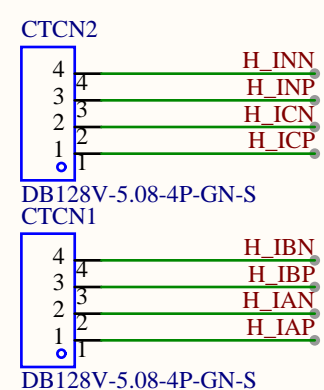 CTCN2
4 4 H_INN
3 3 H_INP
2 2 H_ICN
1 1 H_ICP
DB128V-5.08-4P-GN-S
CTCN1
4 4 H_IBN
3 3 H_IBP
2 2 H_IAN
1 1 H_IAP
DB128V-5.08-4P-GN-S